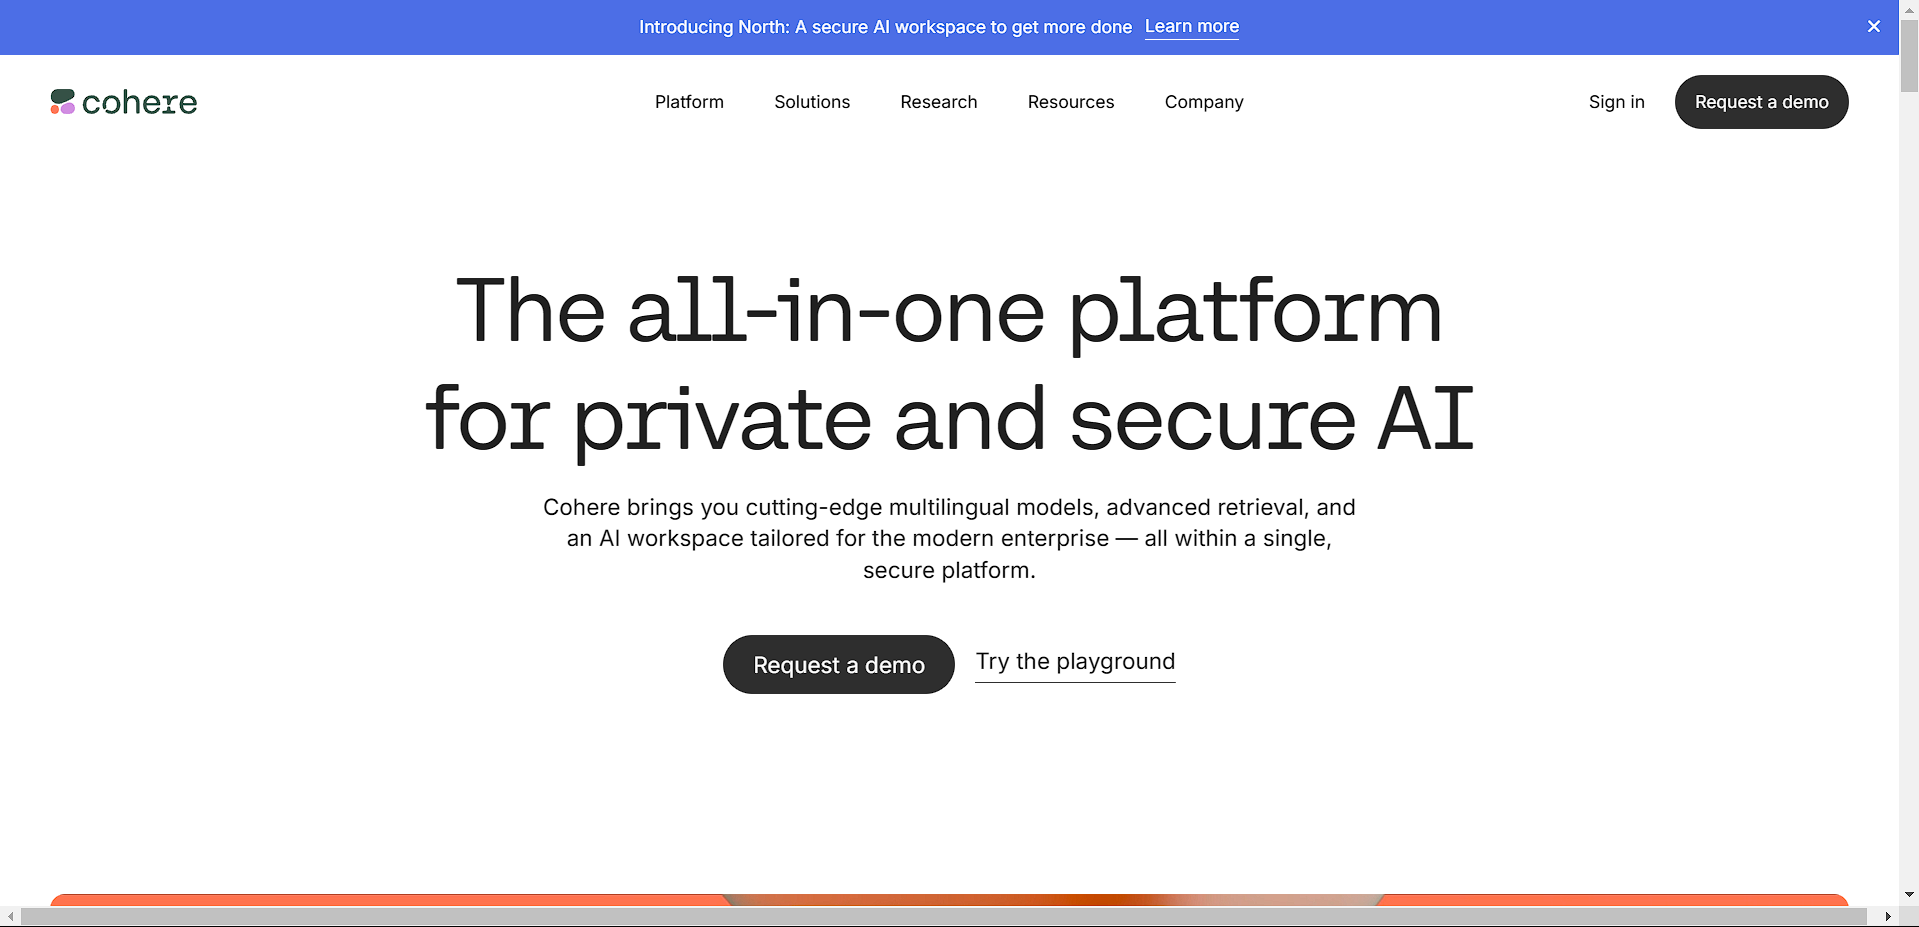 Introducing North: A secure AI workspace to get more done Learn more
cohere
Platform Solutions Research Resources Company
Sign in Request a demo
The all-in-one platform
for private and secure AI
Cohere brings you cutting-edge multilingual models, advanced retrieval, and
an AI workspace tailored for the modern enterprise — all within a single,
secure platform.
Request a demo Try the playground